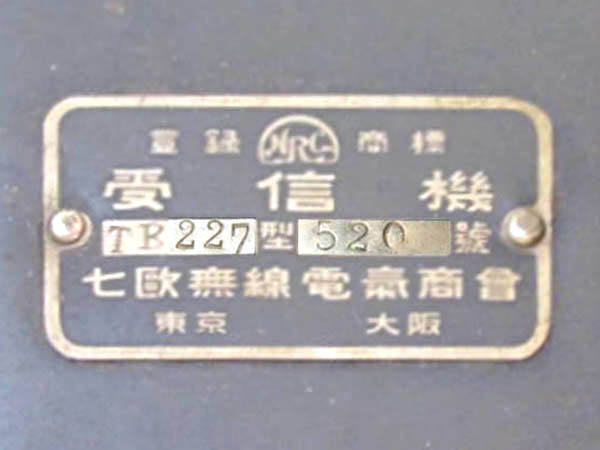 登録 NRC 商標
受信機
TB227型 520號
七欧無線電氣商會
東京 大阪